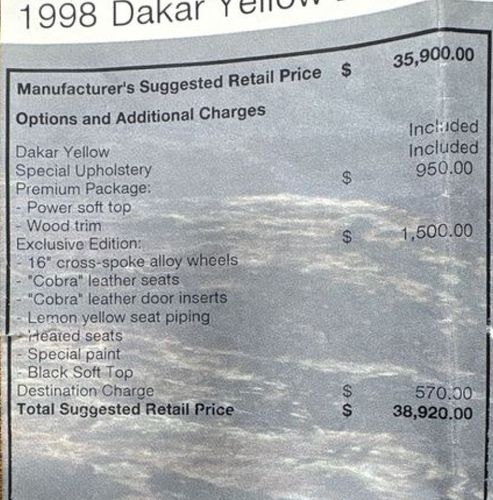 1998 Dakar Yellow
Manufacturer's Suggested Retail Price $ 35,900.00
Options and Additional Charges
Dakar Yellow Included
Special Upholstery Included
Premium Package: $ 950.00
- Power soft top
- Wood trim
Exclusive Edition: $ 1,500.00
- 16" cross-spoke alloy wheels
- "Cobra" leather seats
- "Cobra" leather door inserts
- Lemon yellow seat piping
- Heated seats
- Special paint
- Black Soft Top
Destination Charge $ 570.00
Total Suggested Retail Price $ 38,920.00